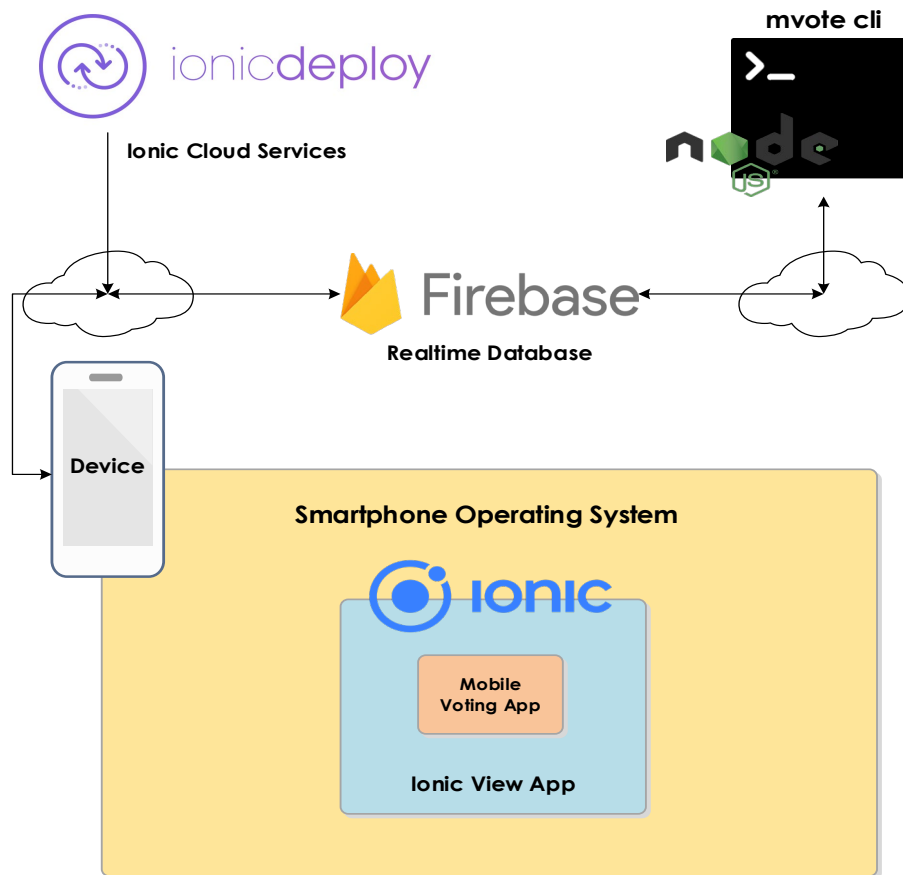 mvote cli
ionicdeploy
>_
Ionic Cloud Services
node
JS
Firebase
Realtime Database
Device
Smartphone Operating System
ionic
Mobile
Voting App
Ionic View App